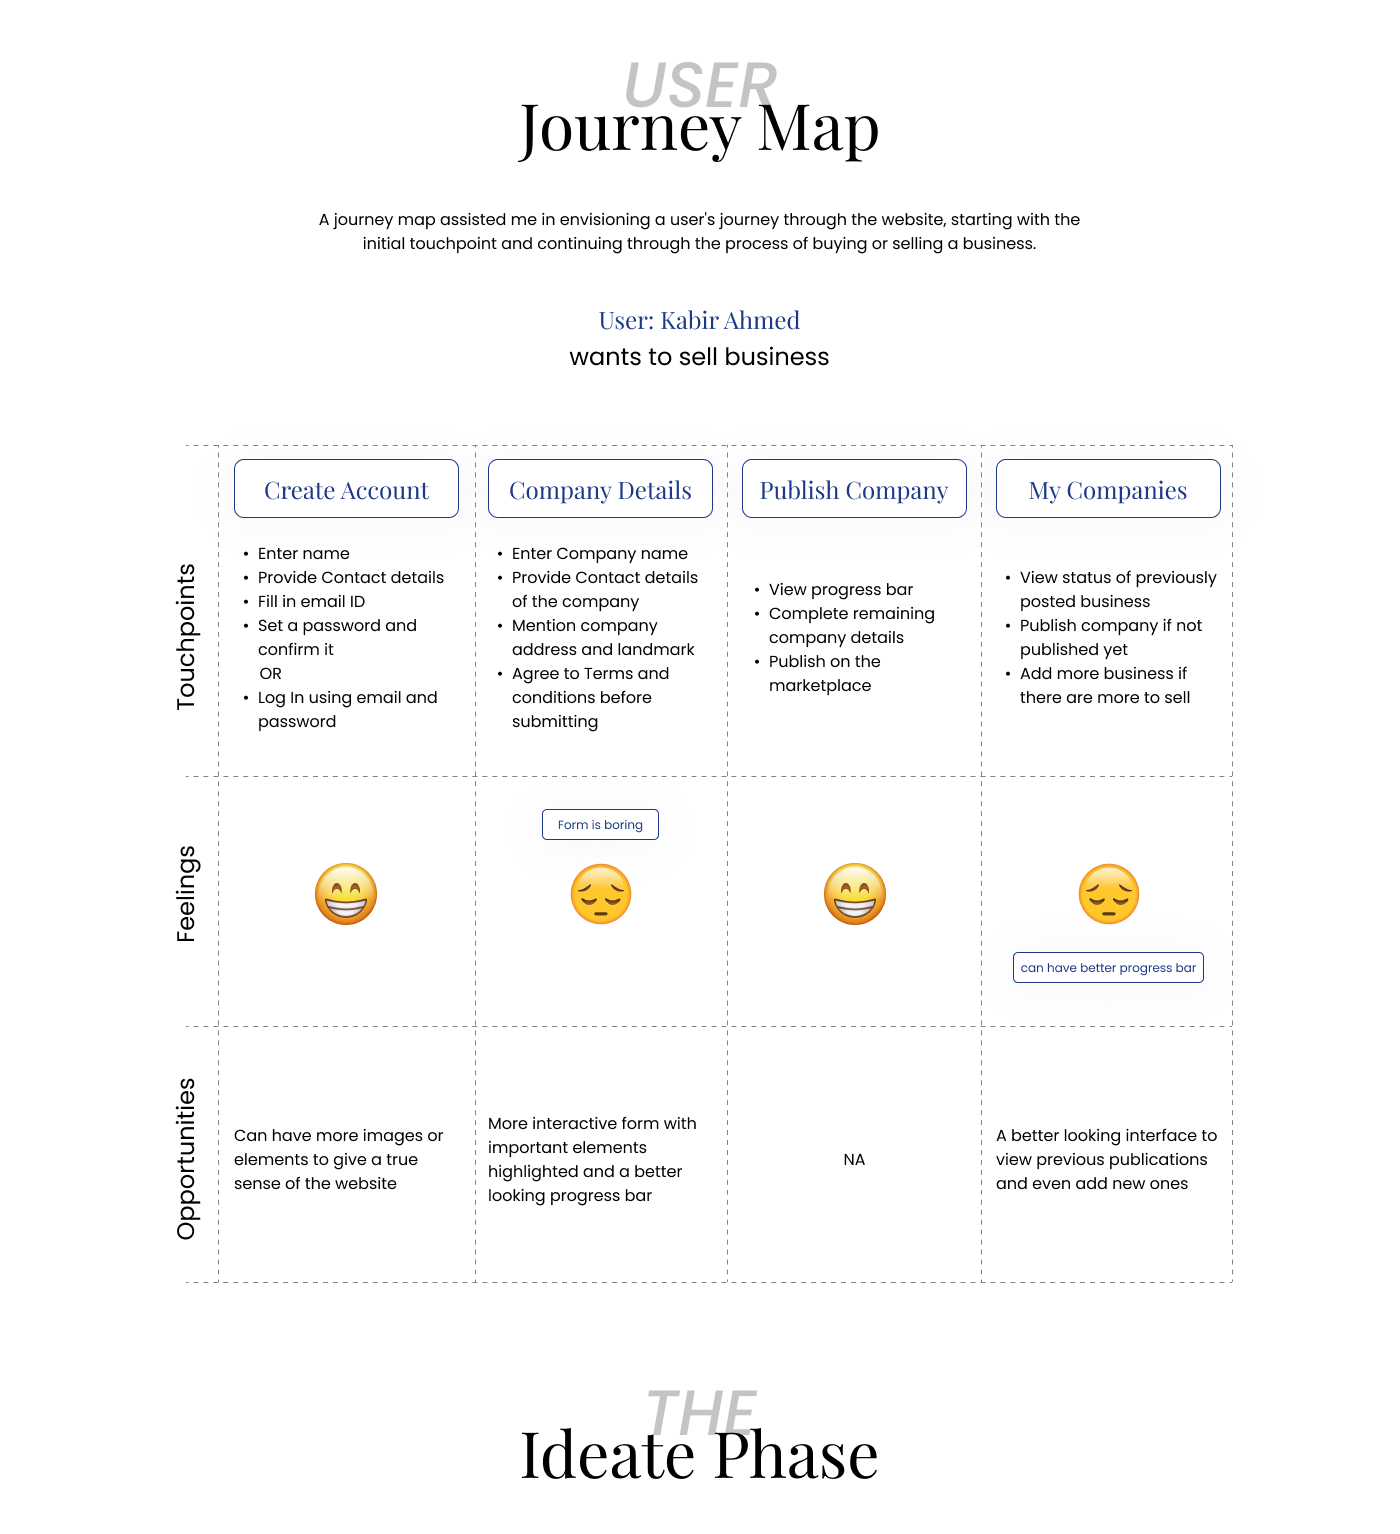 USER
Journey Map
A journey map assisted me in envisioning a user's journey through the website, starting with the
initial touchpoint and continuing through the process of buying or selling a business.
User: Kabir Ahmed
wants to sell business
Create Account
Company Details
Publish Company
My Companies
Touchpoints
• Enter name
• Provide Contact details
• Fill in email ID
• Set a password and
confirm it
OR
• Log In using email and
password
• Enter Company name
• Provide Contact details
of the company
• Mention company
address and landmark
• Agree to Terms and
conditions before
submitting
• View progress bar
• Complete remaining
company details
• Publish on the
marketplace
• View status of previously
posted business
• Publish company if not
published yet
• Add more business if
there are more to sell
Feelings
Form is boring
can have better progress bar
Opportunities
Can have more images or
elements to give a true
sense of the website
More interactive form with
important elements
highlighted and a better
looking progress bar
NA
A better looking interface to
view previous publications
and even add new ones
THE
Ideate Phase